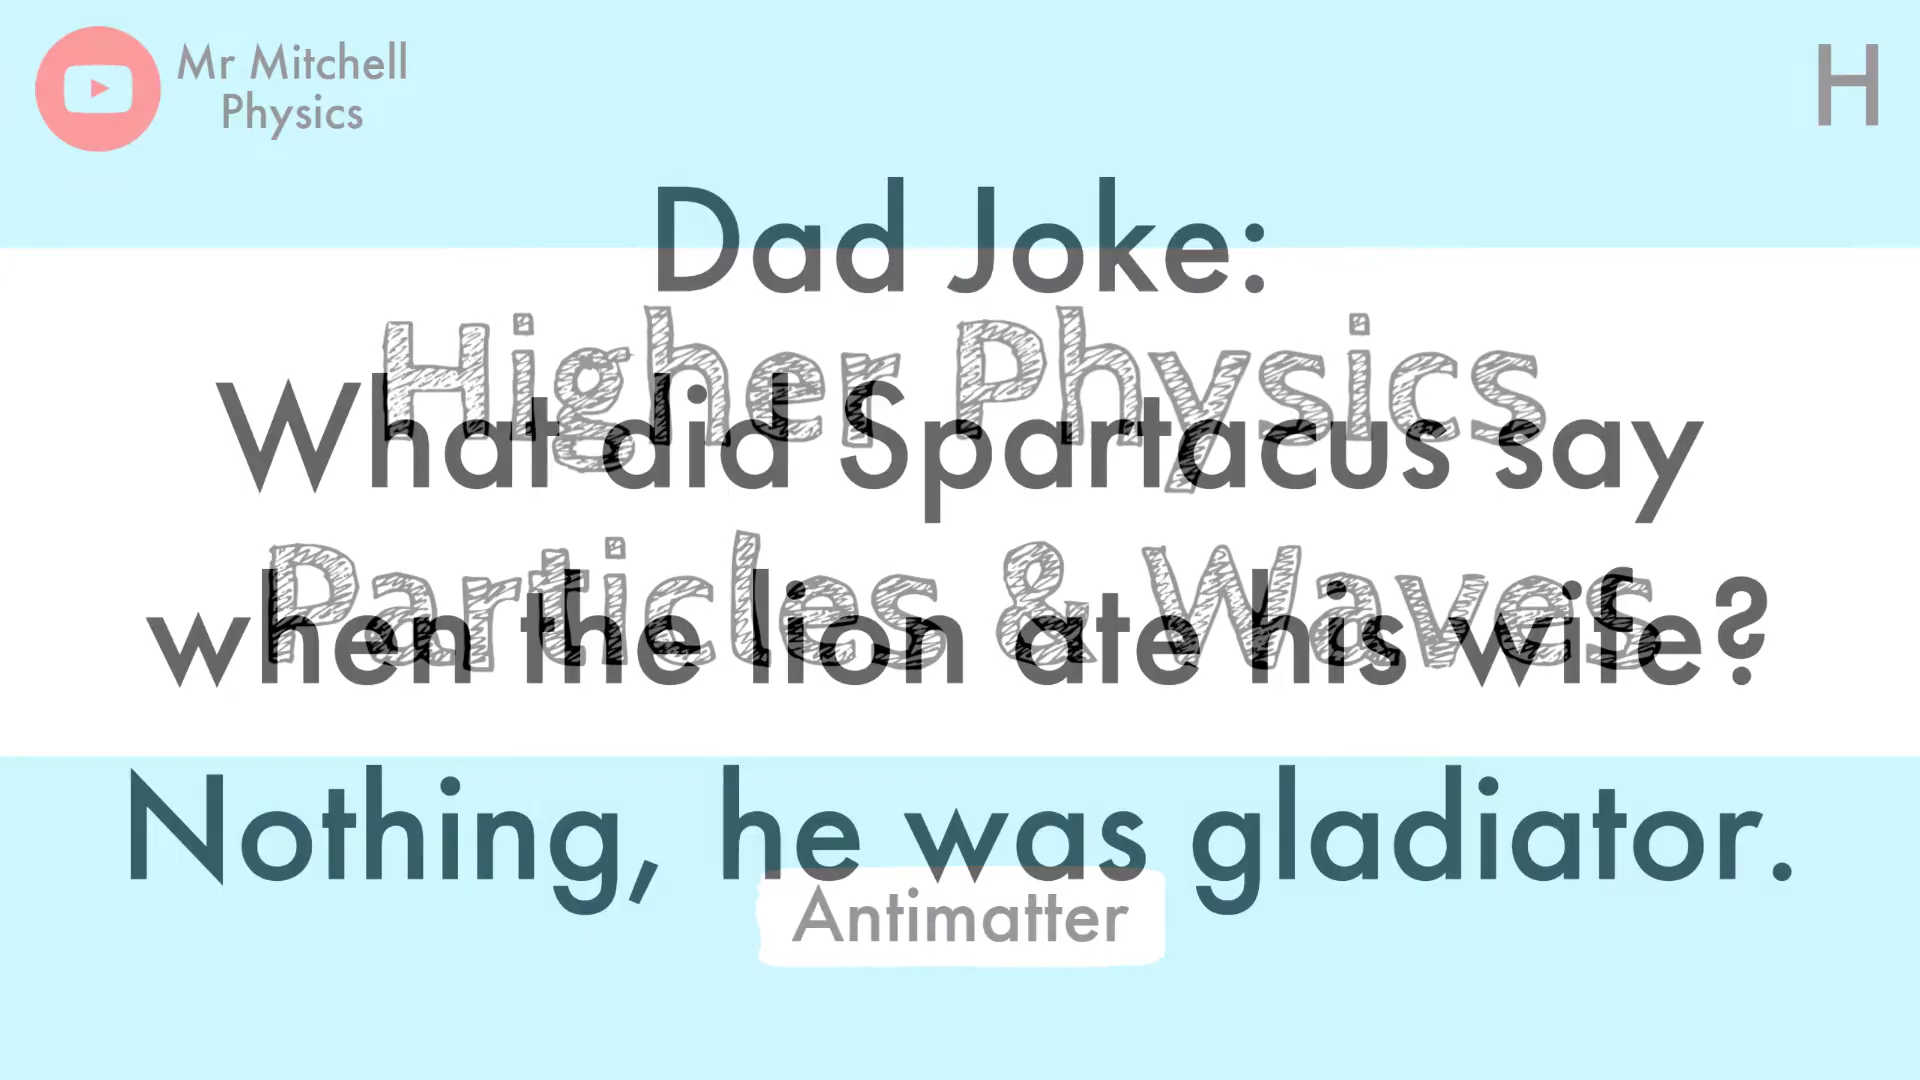 Mr Mitchell
Physics
H
Dad Joke:
Higher Physics
What did Spartacus say
Particles & Waves
when the lion ate his wife?
Nothing, he was gladiator.
Antimatter